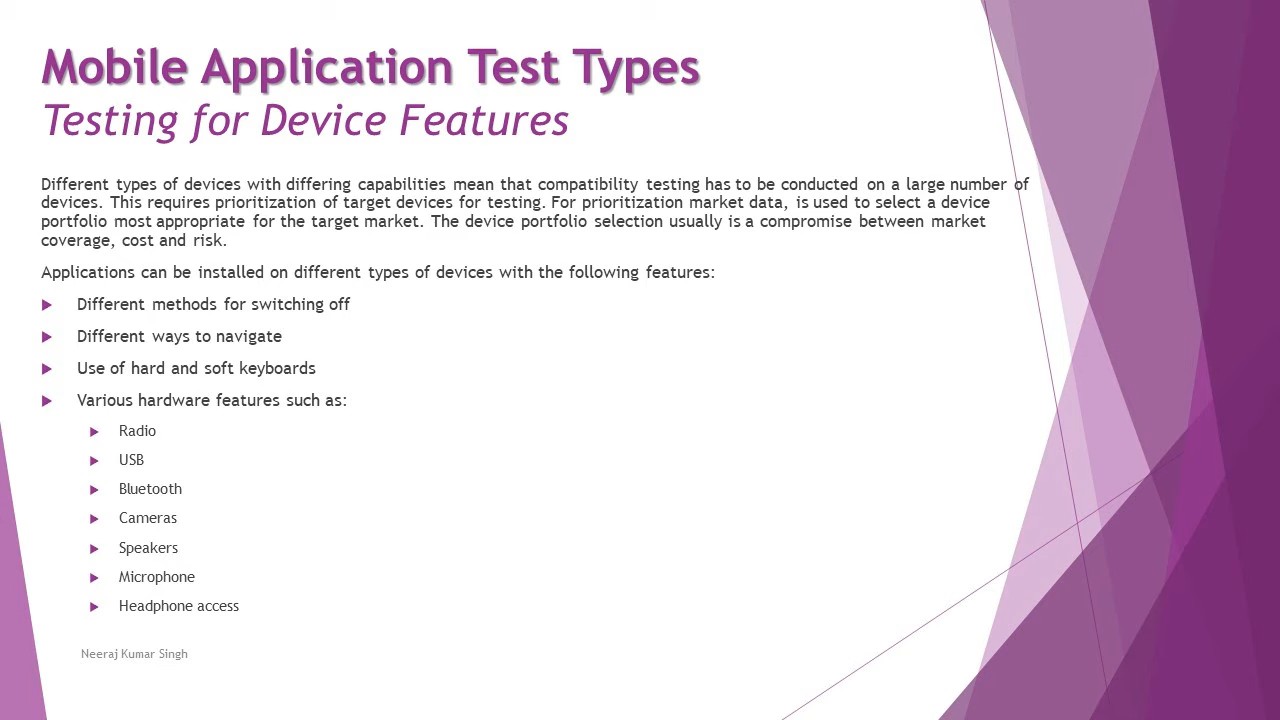 Mobile Application Test Types
Testing for Device Features
Different types of devices with differing capabilities mean that compatibility testing has to be conducted on a large number of
devices. This requires prioritization of target devices for testing. For prioritization market data, is used to select a device
portfolio most appropriate for the target market. The device portfolio selection usually is a compromise between market
coverage, cost and risk.
Applications can be installed on different types of devices with the following features:
Different methods for switching off
Different ways to navigate
Use of hard and soft keyboards
Various hardware features such as:
Radio
USB
Bluetooth
Cameras
Speakers
Microphone
Headphone access
Neeraj Kumar Singh